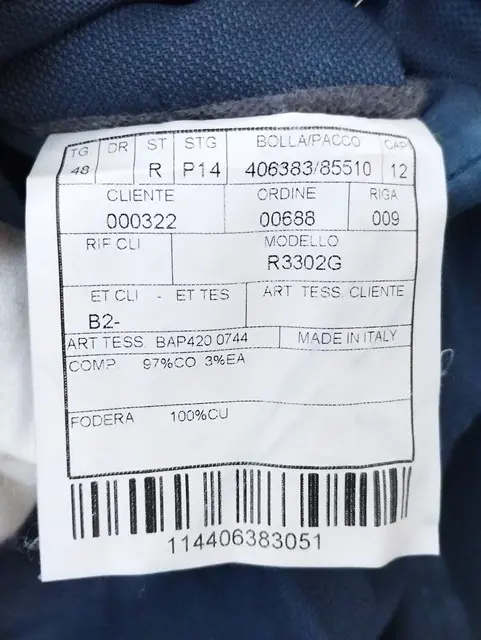 TG DR ST STG BOLLA/PACCO CAP
48 R P14 406383/85510 12
CLIENTE ORDINE RIGA
000322 00688 009
RIF CLI MODELLO
R3302G
ET CLI - ET TES ART TESS. CLIENTE
B2-
ART TESS. BAP420 0744 MADE IN ITALY
COMP 97%CO 3%EA
FODERA 100%CU
114406383051